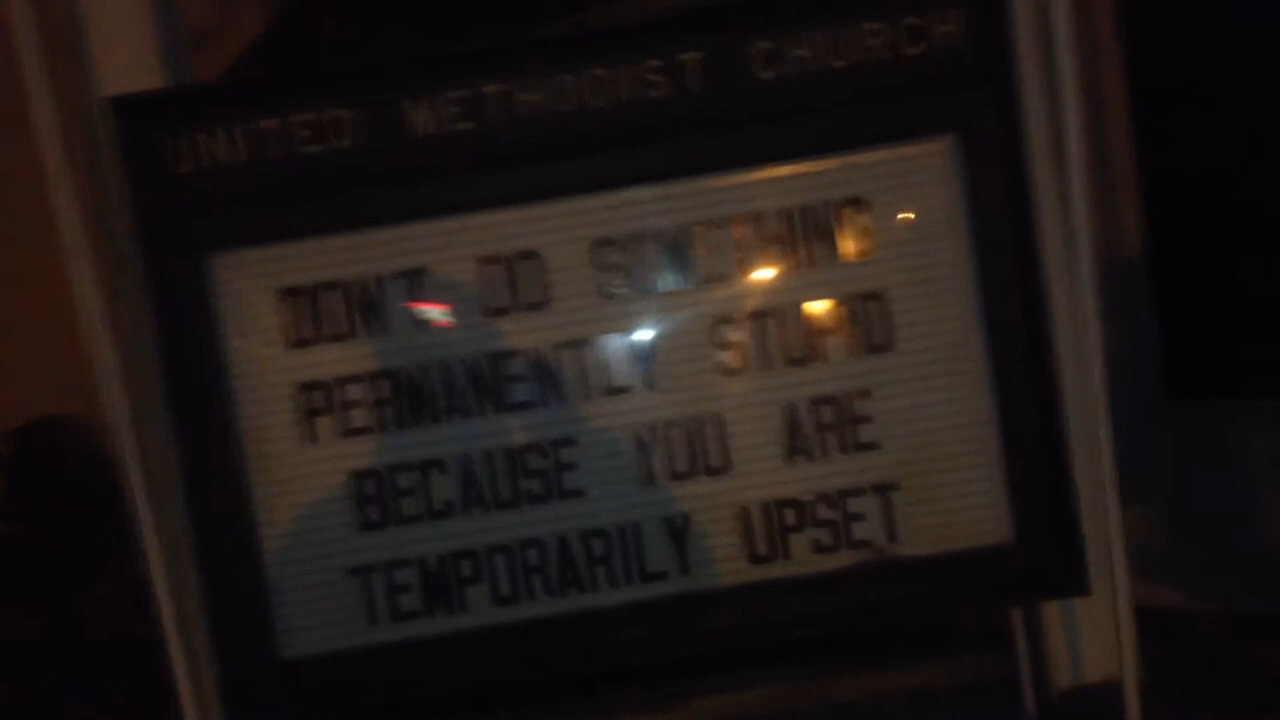 UNITED METHODIST CHURCH
DON'T DO SOMETHING
PERMANENTLY STUPID
BECAUSE YOU ARE
TEMPORARILY UPSET